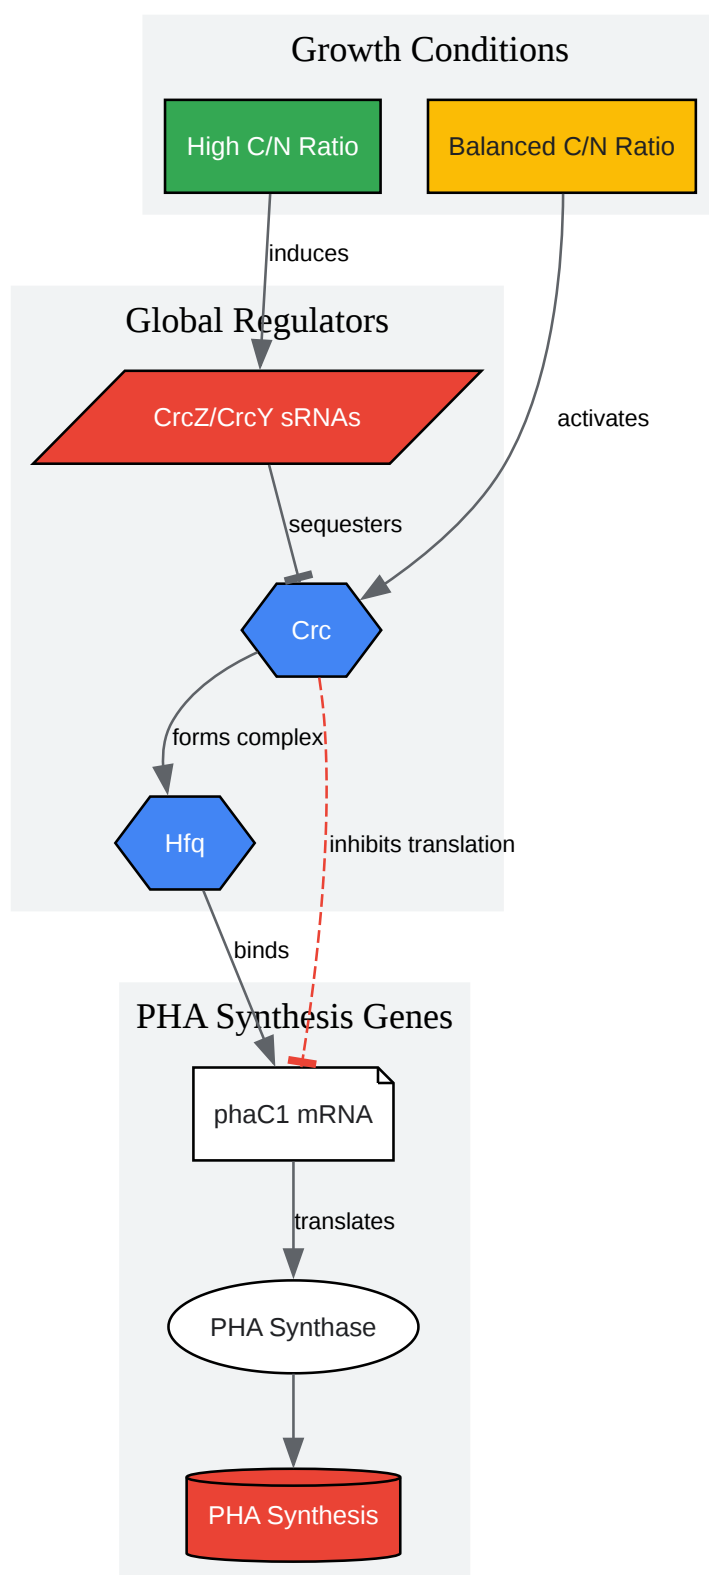 Growth Conditions
High C/N Ratio
Balanced C/N Ratio
induces
Global Regulators
CrcZ/CrcY sRNAs
activates
sequesters
Crc
forms complex
Hfq
inhibits translation
binds
PHA Synthesis Genes
phaC1 mRNA
translates
PHA Synthase
PHA Synthesis